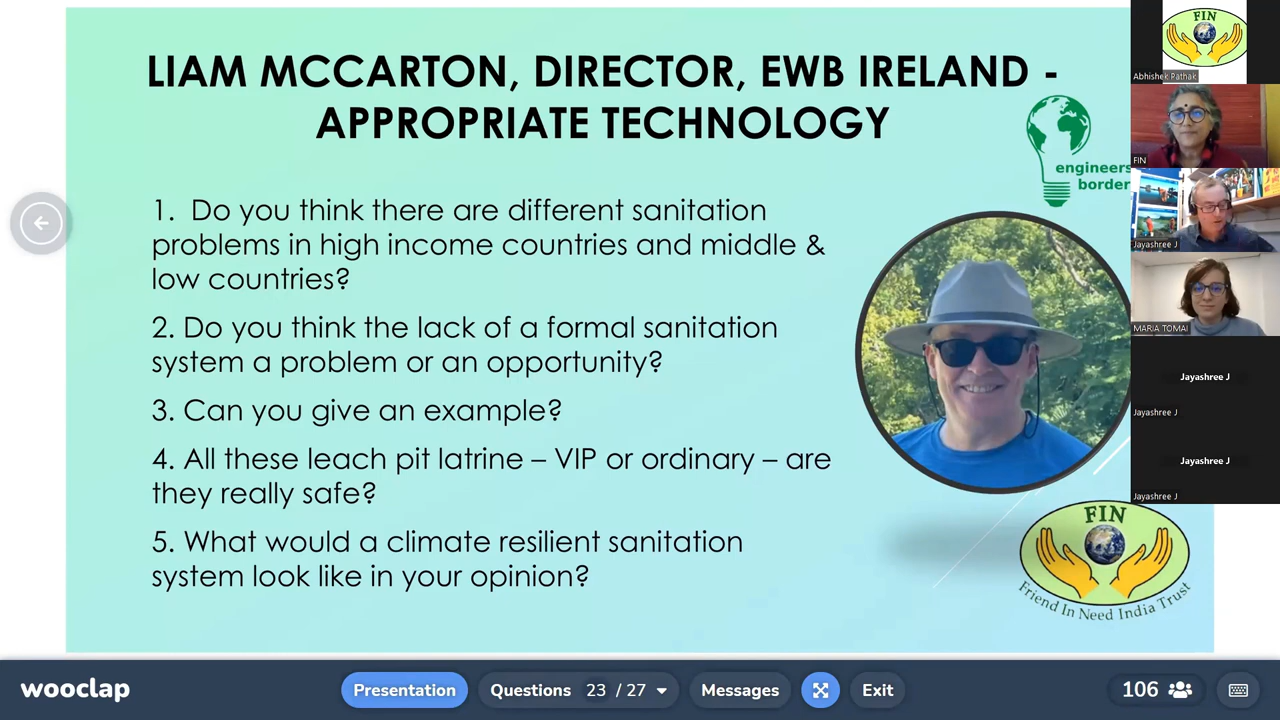 LIAM MCCARTON, DIRECTOR, EWB IRELAND -
APPROPRIATE TECHNOLOGY
engineers
border
1. Do you think there are different sanitation
problems in high income countries and middle &
low countries?
2. Do you think the lack of a formal sanitation
system a problem or an opportunity?
3. Can you give an example?
4. All these leach pit latrine – VIP or ordinary – are
they really safe?
5. What would a climate resilient sanitation
system look like in your opinion?
FIN
Friend In Need India Trust
FIN
Abhishek Pathak
FIN
Jayashree J
MARIA TOMAI
Jayashree J
Jayashree J
Jayashree J
Jayashree J
wooclap
Presentation
Questions 23 / 27
Messages
Exit
106